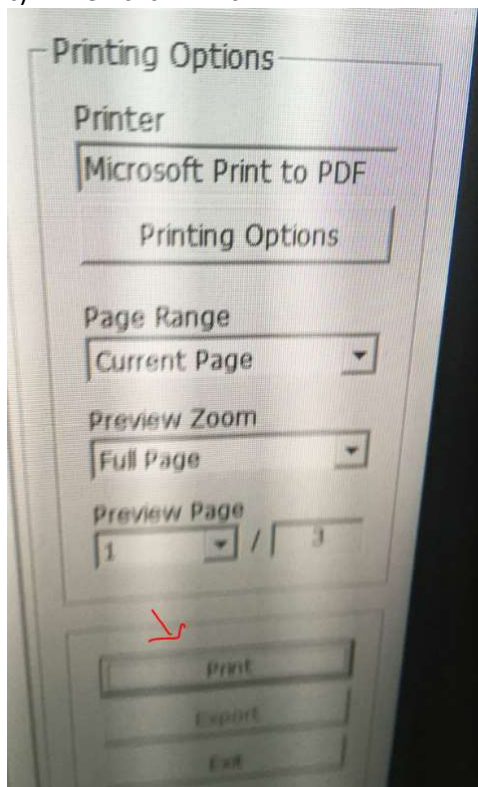 Printing Options
Printer
Microsoft Print to PDF
Printing Options
Page Range
Current Page
Preview Zoom
Full Page
Preview Page
1 / 3
Print
Export
Exit